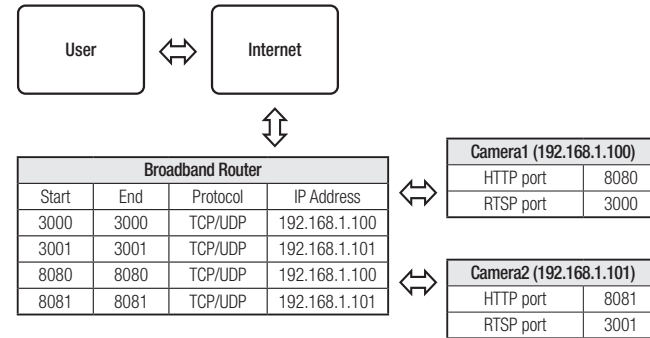 User
Internet
Broadband Router
Start End Protocol IP Address
3000 3000 TCP/UDP 192.168.1.100
3001 3001 TCP/UDP 192.168.1.101
8080 8080 TCP/UDP 192.168.1.100
8081 8081 TCP/UDP 192.168.1.101
Camera1 (192.168.1.100)
HTTP port 8080
RTSP port 3000
Camera2 (192.168.1.101)
HTTP port 8081
RTSP port 3001